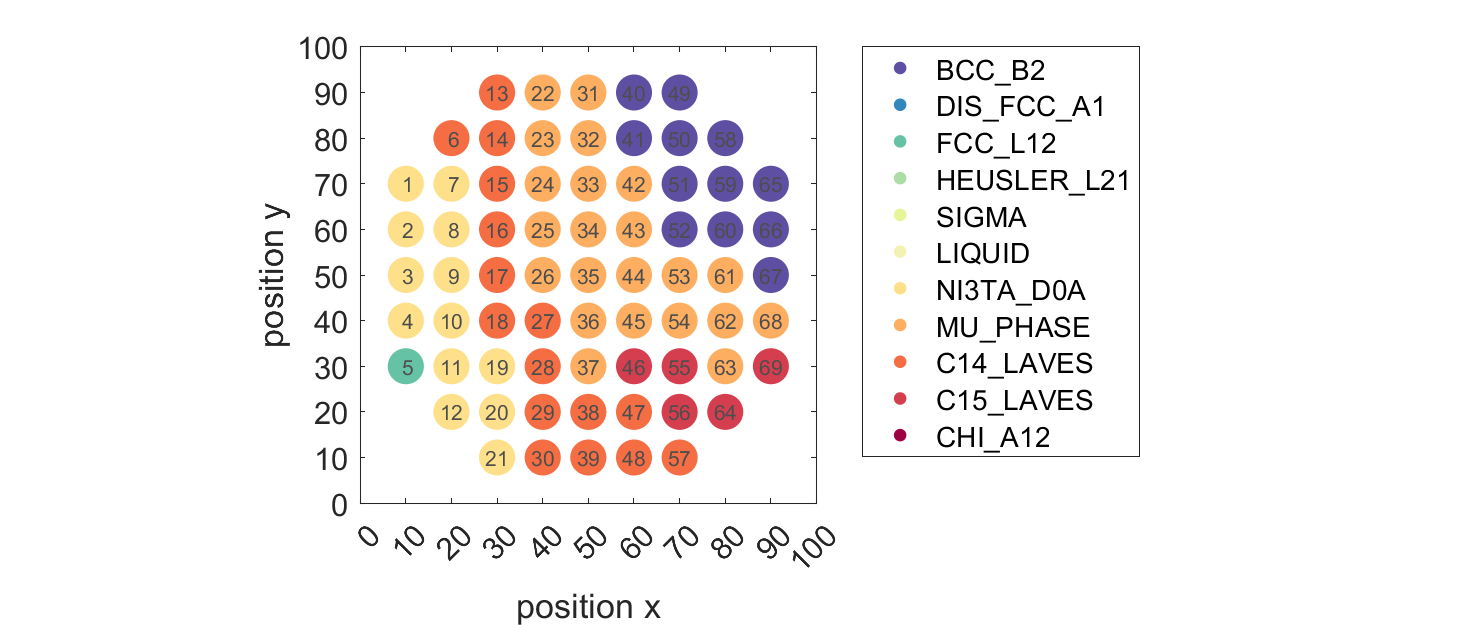 100
90
80
70
60
50
40
30
20
10
0
position y
13 22 31 40 49
6 14 23 32 41 50 58
1 7 15 24 33 42 51 59 65
2 8 16 25 34 43 52 60 66
3 9 17 26 35 44 53 61 67
4 10 18 27 36 45 54 62 68
5 11 19 28 37 46 55 63 69
12 20 29 38 47 56 64
21 30 39 48 57
0 10 20 30 40 50 60 70 80 90 100
position x
BCC_B2
DIS_FCC_A1
FCC_L12
HEUSLER_L21
SIGMA
LIQUID
NI3TA_D0A
MU_PHASE
C14_LAVES
C15_LAVES
CHI_A12